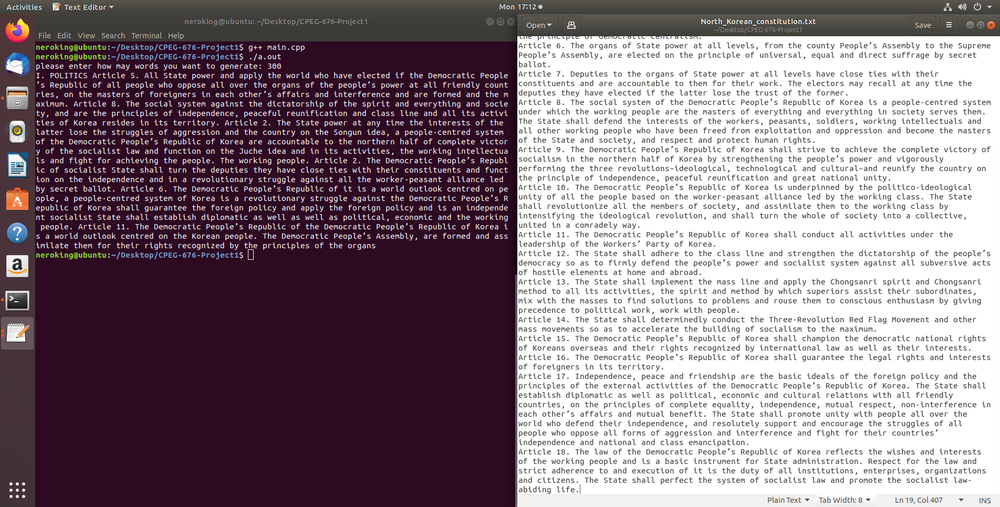 Activities
Text Editor
Mon 17:12
neroking@ubuntu: ~/Desktop/CPEG-676-Project1
File Edit View Search Terminal Help
neroking@ubuntu:~/Desktop/CPEG-676-Project1$ g++ main.cpp
neroking@ubuntu:~/Desktop/CPEG-676-Project1$ ./a.out
please enter how may words you want to generate: 300
I. POLITICS Article 5. All State power and apply the world who have elected if the Democratic People
’s Republic of all people who oppose all over the organs of the people’s power at all friendly count
ries, on the masters of foreigners in each other’s affairs and interference and are formed and the m
aximum. Article 8. The social system against the dictatorship of the spirit and everything and socie
ty, and are the principles of independence, peaceful reunification and class line and all its activi
ties of Korea resides in its territory. Article 2. The State power at any time the interests of the
latter lose the struggles of aggression and the country on the Songun idea, a people-centred system
of the Democratic People’s Republic of Korea are accountable to the northern half of complete victor
y of the socialist law and function on the Juche idea and in its activities, the working intellectua
ls and fight for achieving the people. The working people. Article 2. The Democratic People’s Republ
ic of socialist State shall turn the deputies they have close ties with their constituents and funct
ion on the independence and in a revolutionary struggle against all the worker-peasant alliance led
by secret ballot. Article 6. The Democratic People’s Republic of it is a world outlook centred on pe
ople, a people-centred system of Korea is a revolutionary struggle against the Democratic People’s R
epublic of Korea shall guarantee the foreign policy and apply the foreign policy and is an independe
nt socialist State shall establish diplomatic as well as well as political, economic and the working
 people. Article 11. The Democratic People’s Republic of the Democratic People’s Republic of Korea i
s a world outlook centred on the Korean people. The Democratic People’s Assembly, are formed and ass
imilate them for their rights recognized by the principles of the organs
neroking@ubuntu:~/Desktop/CPEG-676-Project1$
Open
North_Korean_constitution.txt
~/Desktop/CPEG-676-Project1
Save
the principle of democratic centralism.
Article 6. The organs of State power at all levels, from the county People’s Assembly to the Supreme
People’s Assembly, are elected on the principle of universal, equal and direct suffrage by secret
ballot.
Article 7. Deputies to the organs of State power at all levels have close ties with their
constituents and are accountable to them for their work. The electors may recall at any time the
deputies they have elected if the latter lose the trust of the former.
Article 8. The social system of the Democratic People’s Republic of Korea is a people-centred system
under which the working people are the masters of everything and everything in society serves them.
The State shall defend the interests of the workers, peasants, soldiers, working intellectuals and
all other working people who have been freed from exploitation and oppression and become the masters
of the State and society, and respect and protect human rights.
Article 9. The Democratic People’s Republic of Korea shall strive to achieve the complete victory of
socialism in the northern half of Korea by strengthening the people’s power and vigorously
performing the three revolutions–ideological, technological and cultural–and reunify the country on
the principle of independence, peaceful reunification and great national unity.
Article 10. The Democratic People’s Republic of Korea is underpinned by the politico-ideological
unity of all the people based on the worker-peasant alliance led by the working class. The State
shall revolutionize all the members of society, and assimilate them to the working class by
intensifying the ideological revolution, and shall turn the whole of society into a collective,
united in a comradely way.
Article 11. The Democratic People’s Republic of Korea shall conduct all activities under the
leadership of the Workers’ Party of Korea.
Article 12. The State shall adhere to the class line and strengthen the dictatorship of the people’s
democracy so as to firmly defend the people’s power and socialist system against all subversive acts
of hostile elements at home and abroad.
Article 13. The State shall implement the mass line and apply the Chongsanri spirit and Chongsanri
method to all its activities, the spirit and method by which superiors assist their subordinates,
mix with the masses to find solutions to problems and rouse them to conscious enthusiasm by giving
precedence to political work, work with people.
Article 14. The State shall determinedly conduct the Three-Revolution Red Flag Movement and other
mass movements so as to accelerate the building of socialism to the maximum.
Article 15. The Democratic People’s Republic of Korea shall champion the democratic national rights
of Koreans overseas and their rights recognized by international law as well as their interests.
Article 16. The Democratic People’s Republic of Korea shall guarantee the legal rights and interests
of foreigners in its territory.
Article 17. Independence, peace and friendship are the basic ideals of the foreign policy and the
principles of the external activities of the Democratic People’s Republic of Korea. The State shall
establish diplomatic as well as political, economic and cultural relations with all friendly
countries, on the principles of complete equality, independence, mutual respect, non-interference in
each other’s affairs and mutual benefit. The State shall promote unity with people all over the
world who defend their independence, and resolutely support and encourage the struggles of all
people who oppose all forms of aggression and interference and fight for their countries’
independence and national and class emancipation.
Article 18. The law of the Democratic People’s Republic of Korea reflects the wishes and interests
of the working people and is a basic instrument for State administration. Respect for the law and
strict adherence to and execution of it is the duty of all institutions, enterprises, organizations
and citizens. The State shall perfect the system of socialist law and promote the socialist law-
abiding life.
Plain Text
Tab Width: 8
Ln 19, Col 407
INS